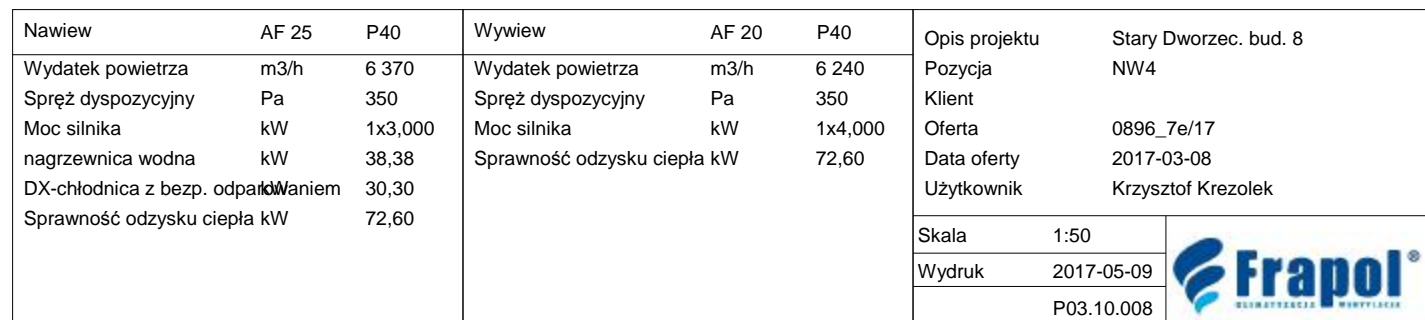 Nawiew AF 25 P40
Wydatek powietrza m3/h 6 370
Spręż dyspozycyjny Pa 350
Moc silnika kW 1x3,000
nagrzewnica wodna kW 38,38
DX-chłodnica z bezp. odparowaniem kW 30,30
Sprawność odzysku ciepła kW 72,60
Wywiew AF 20 P40
Wydatek powietrza m3/h 6 240
Spręż dyspozycyjny Pa 350
Moc silnika kW 1x4,000
Sprawność odzysku ciepła kW 72,60
Opis projektu Stary Dworzec. bud. 8
Pozycja NW4
Klient
Oferta 0896_7e/17
Data oferty 2017-03-08
Użytkownik Krzysztof Krezolek
Skala 1:50
Wydruk 2017-05-09
P03.10.008
Frapol®
KLIMATYZACJA WENTYLACJA